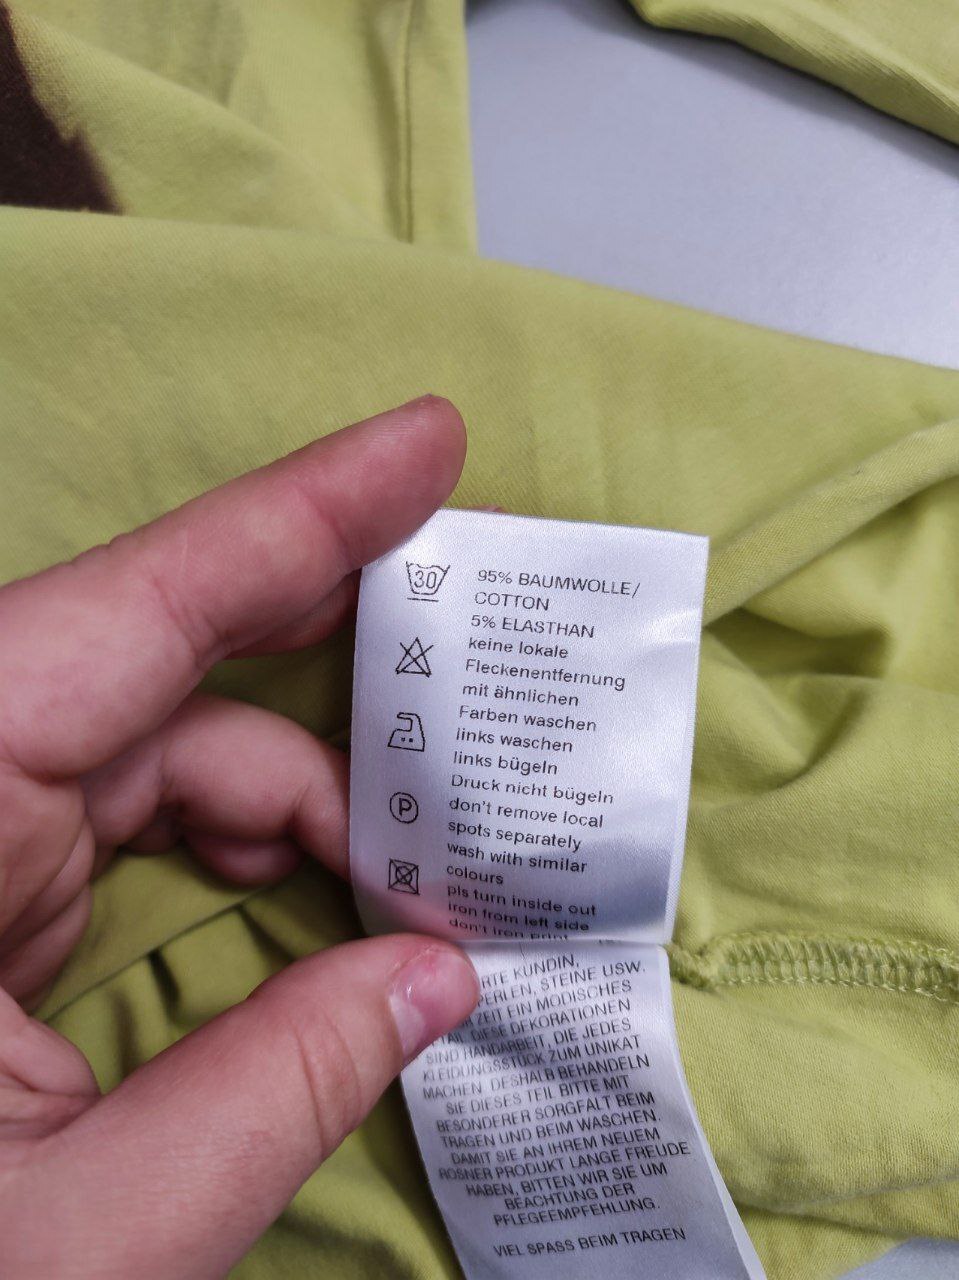 30
95% BAUMWOLLE/
COTTON
5% ELASTHAN
keine lokale
Fleckenentfernung
mit ähnlichen
Farben waschen
links waschen
links bügeln
Druck nicht bügeln
don't remove local
spots separately
wash with similar
colours
pls turn inside out
iron from left side
don't iron print
P
KUNDIN,
PERLEN, STEINE USW.
ZEIT EIN MODISCHES
DIESE DEKORATIONEN
SIND HANDARBEIT, DIE JEDES
KLEIDUNGSSTÜCK ZUM UNIKAT
MACHEN. DESHALB BEHANDELN
SIE DIESES TEIL BITTE MIT
BESONDERER SORGFALT BEIM
TRAGEN UND BEIM WASCHEN.
DAMIT SIE AN IHREM NEUEM
ROSNER PRODUKT LANGE FREUDE
HABEN, BITTEN WIR SIE UM
BEACHTUNG DER
PFLEGEEMPFEHLUNG.
VIEL SPASS BEIM TRAGEN